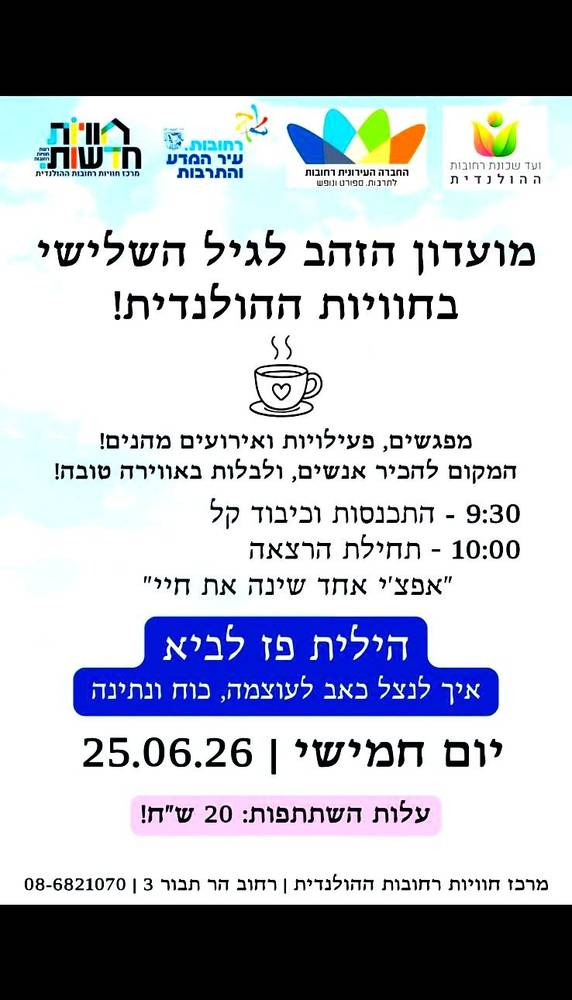 חוויות
חדשות.
רשת
חוויות
רחובות
מרכז חוויות רחובות ההולנדית
רחובות.
עיר המדע
והתרבות
החברה העירונית רחובות
לתרבות, ספורט ונופש
ועד שכונת רחובות
ההולנדית
מועדון הזהב לגיל השלישי
בחוויות ההולנדית!
מפגשים, פעילויות ואירועים מהנים!
המקום להכיר אנשים, ולבלות באווירה טובה!
9:30 - התכנסות וכיבוד קל
10:00 - תחילת הרצאה
"אפצ'י אחד שינה את חיי"
הילית פז לביא
איך לנצל כאב לעוצמה, כוח ונתינה
יום חמישי | 25.06.26
עלות השתתפות: 20 ש"ח!
מרכז חוויות רחובות ההולנדית | רחוב הר תבור 3 | 08-6821070